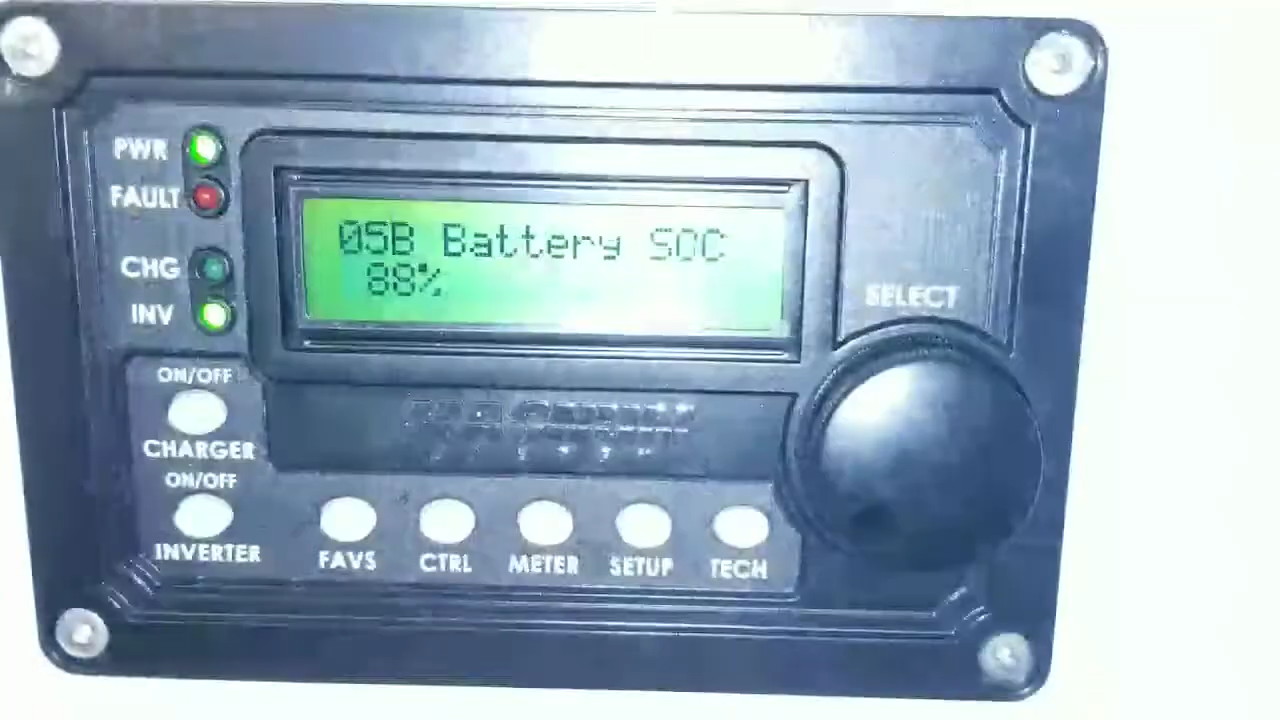 PWR
FAULT
CHG
INV
05B Battery SOC
88%
SELECT
ON/OFF
CHARGER
ON/OFF
INVERTER
FAVS
CTRL
METER
SETUP
TECH